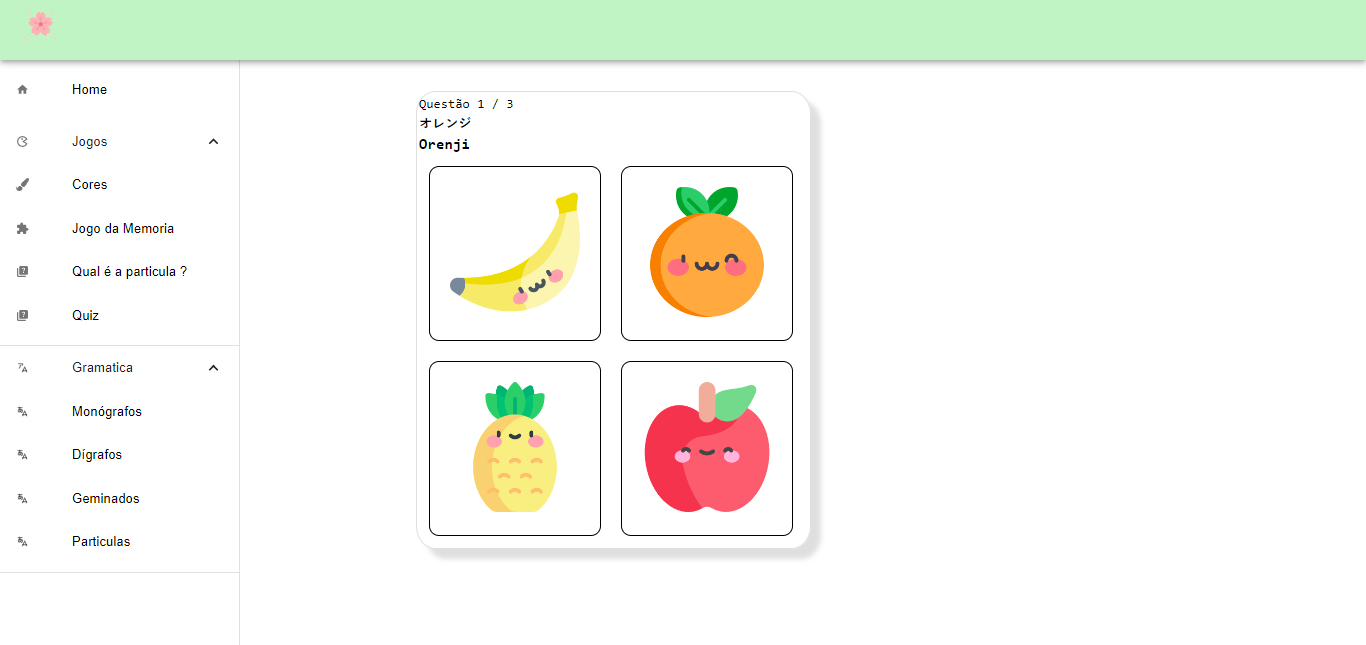 Home
Jogos
Cores
Jogo da Memoria
Qual é a particula ?
Quiz
Gramatica
Monógrafos
Dígrafos
Geminados
Particulas
Questão 1 / 3
オレンジ
Orenji